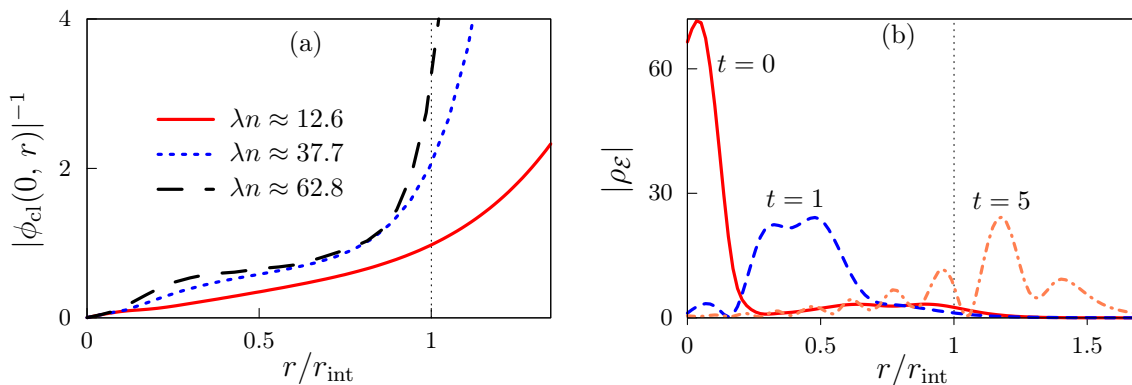 (a)
|ϕcl(0, r)|⁻¹
4
2
0
λn ≈ 12.6
λn ≈ 37.7
λn ≈ 62.8
0 0.5 1
r/rint
(b)
|ρℰ|
60
30
0
t = 0
t = 1
t = 5
0 0.5 1 1.5
r/rint